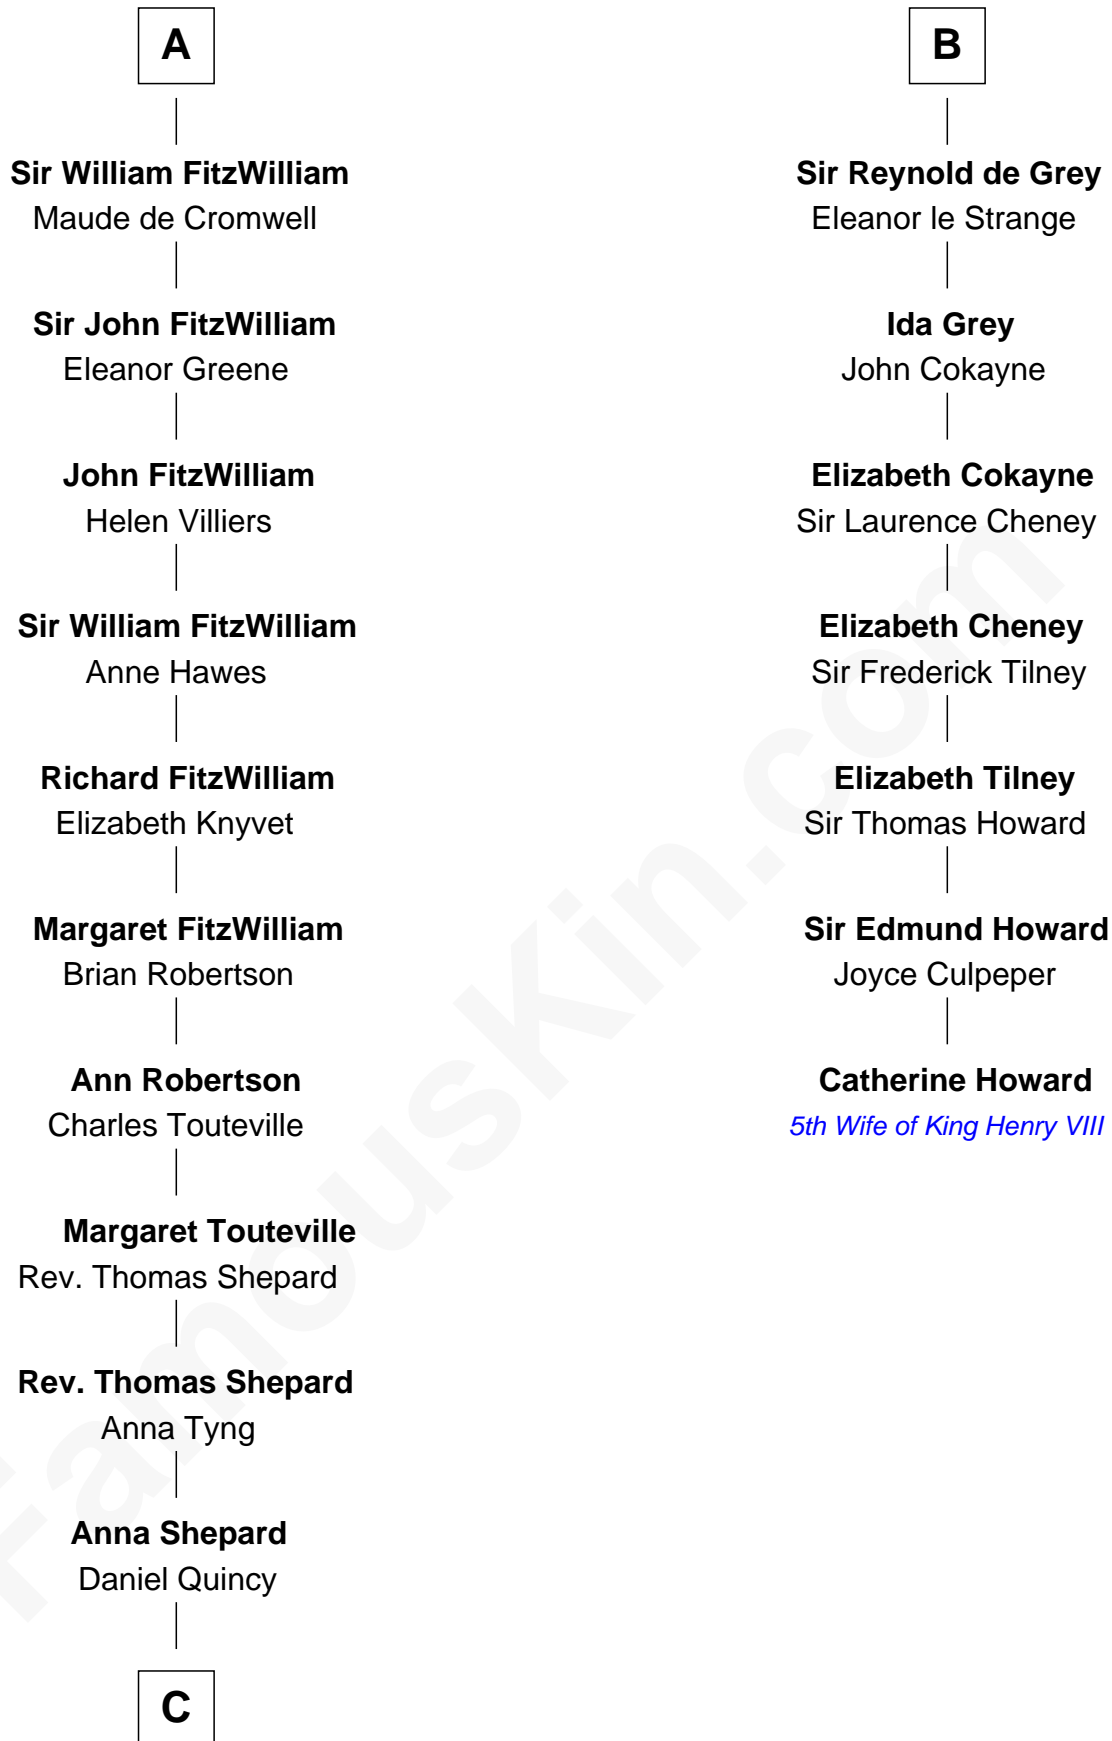 A
Sir William FitzWilliam
Maude de Cromwell
Sir John FitzWilliam
Eleanor Greene
John FitzWilliam
Helen Villiers
Sir William FitzWilliam
Anne Hawes
Richard FitzWilliam
Elizabeth Knyvet
Margaret FitzWilliam
Brian Robertson
Ann Robertson
Charles Touteville
Margaret Touteville
Rev. Thomas Shepard
Rev. Thomas Shepard
Anna Tyng
Anna Shepard
Daniel Quincy
C
B
Sir Reynold de Grey
Eleanor le Strange
Ida Grey
John Cokayne
Elizabeth Cokayne
Sir Laurence Cheney
Elizabeth Cheney
Sir Frederick Tilney
Elizabeth Tilney
Sir Thomas Howard
Sir Edmund Howard
Joyce Culpeper
Catherine Howard
5th Wife of King Henry VIII
FamousKin.com